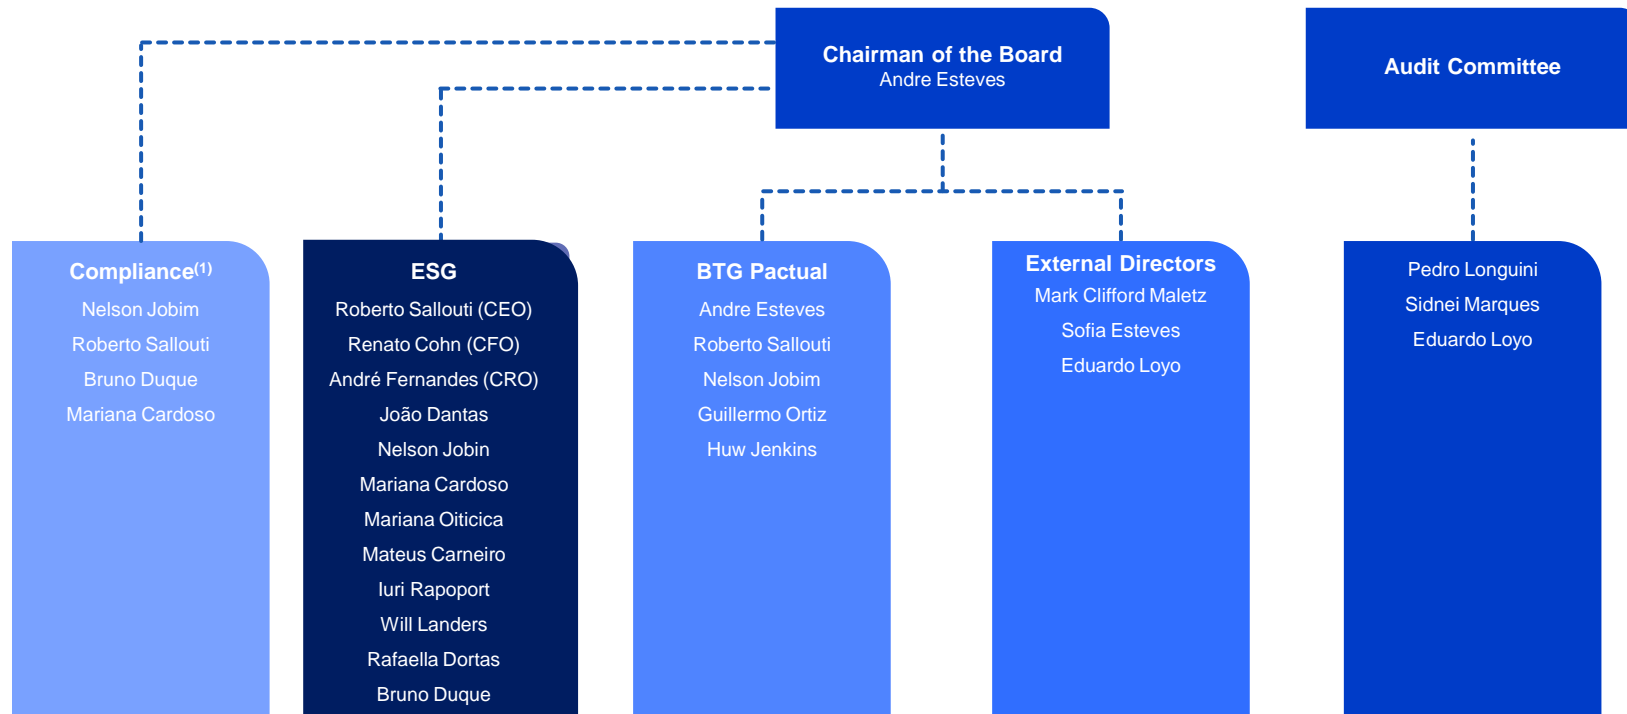 Chairman of the Board
Andre Esteves
Audit Committee
Compliance(1)
Nelson Jobim
Roberto Sallouti
Bruno Duque
Mariana Cardoso
ESG
Roberto Sallouti (CEO)
Renato Cohn (CFO)
André Fernandes (CRO)
João Dantas
Nelson Jobin
Mariana Cardoso
Mariana Oiticica
Mateus Carneiro
Iuri Rapoport
Will Landers
Rafaella Dortas
Bruno Duque
BTG Pactual
Andre Esteves
Roberto Sallouti
Nelson Jobim
Guillermo Ortiz
Huw Jenkins
External Directors
Mark Clifford Maletz
Sofia Esteves
Eduardo Loyo
Pedro Longuini
Sidnei Marques
Eduardo Loyo